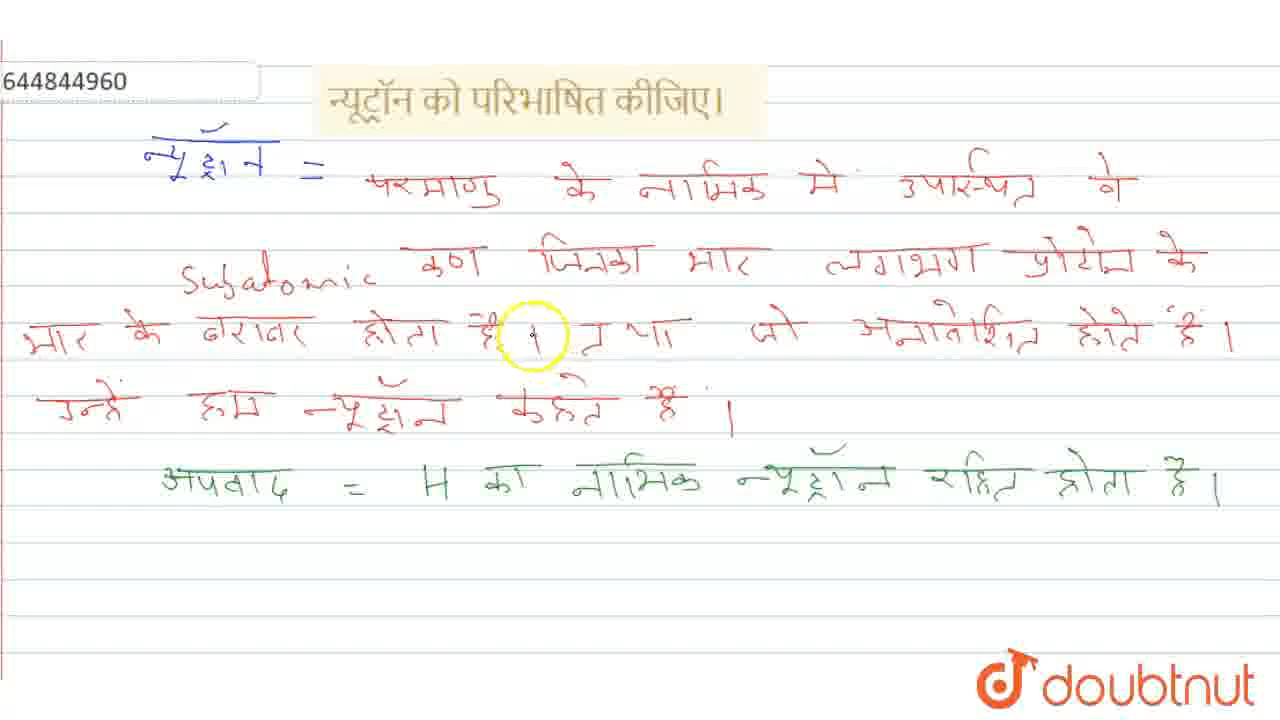 644844960
न्यूट्रॉन को परिभाषित कीजिए।
न्यूट्रॉन = परमाणु के नाभिक मे उपस्थित वे
Subatomic कण जिनका भार लगभग प्रोटोन के
भार के बराबर होता है । तथा जो अनावेशित होते हैं ।
उन्हें हम न्यूट्रॉन कहते हैं ।
अपवाद = H का नाभिक न्यूट्रॉन रहित होता है ।
doubtnut